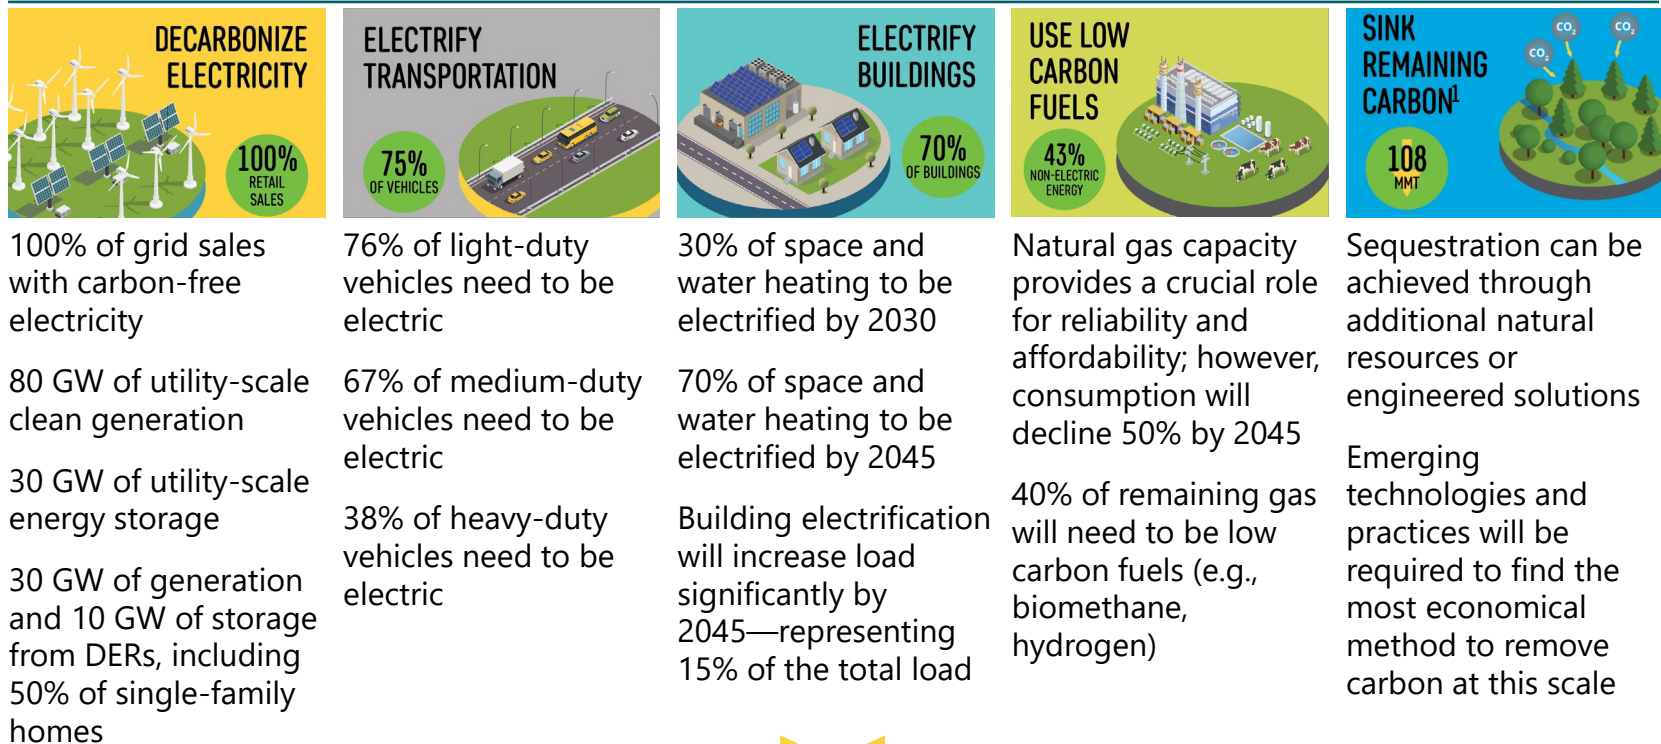 DECARBONIZE
ELECTRICITY
100%
RETAIL
SALES
100% of grid sales
with carbon-free
electricity
80 GW of utility-scale
clean generation
30 GW of utility-scale
energy storage
30 GW of generation
and 10 GW of storage
from DERs, including
50% of single-family
homes
ELECTRIFY
TRANSPORTATION
75%
OF VEHICLES
76% of light-duty
vehicles need to be
electric
67% of medium-duty
vehicles need to be
electric
38% of heavy-duty
vehicles need to be
electric
ELECTRIFY
BUILDINGS
70%
OF BUILDINGS
30% of space and
water heating to be
electrified by 2030
70% of space and
water heating to be
electrified by 2045
Building electrification
will increase load
significantly by
2045—representing
15% of the total load
USE LOW
CARBON
FUELS
43%
NON-ELECTRIC
ENERGY
Natural gas capacity
provides a crucial role
for reliability and
affordability; however,
consumption will
decline 50% by 2045
40% of remaining gas
will need to be low
carbon fuels (e.g.,
biomethane,
hydrogen)
SINK
REMAINING
CARBON¹
CO₂
CO₂
CO₂
108
MMT
Sequestration can be
achieved through
additional natural
resources or
engineered solutions
Emerging
technologies and
practices will be
required to find the
most economical
method to remove
carbon at this scale